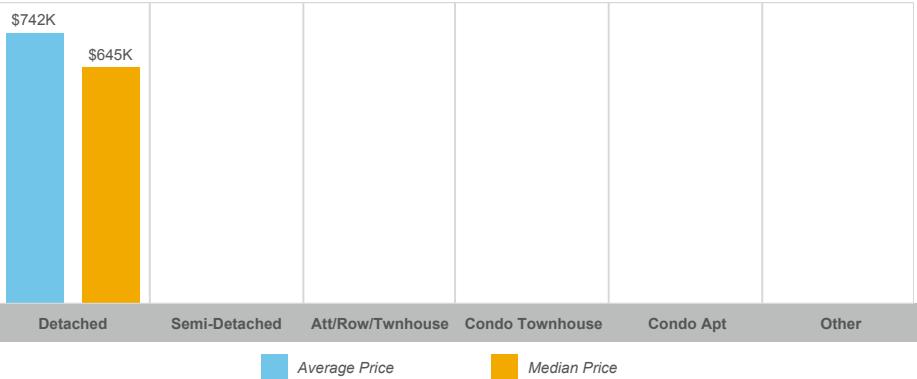 $742K
$645K
Detached Semi-Detached Att/Row/Twnhouse Condo Townhouse Condo Apt Other
Average Price Median Price